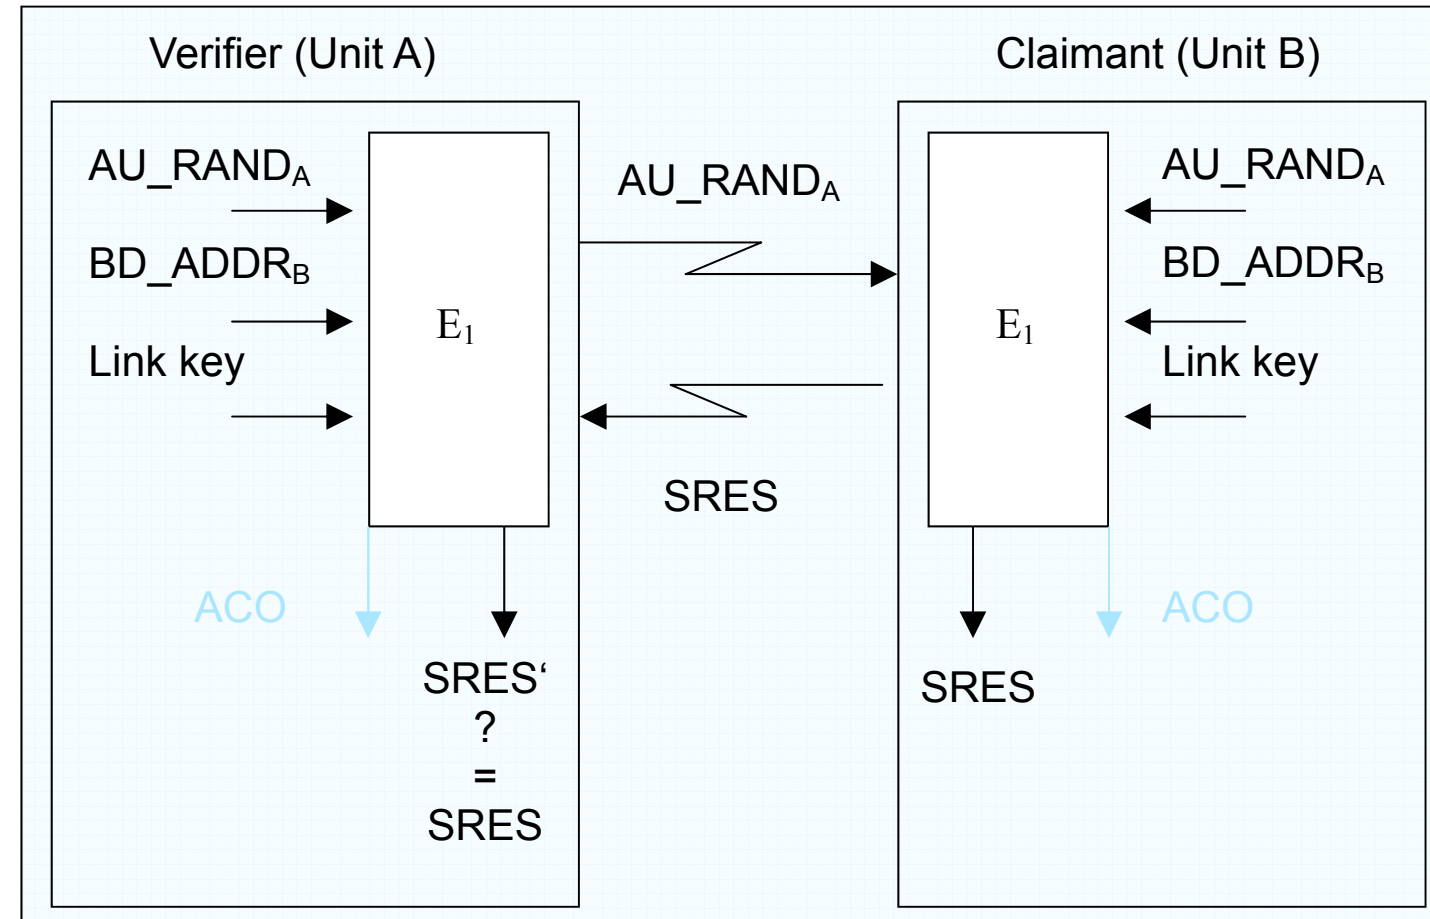 Verifier (Unit A)
Claimant (Unit B)
AU_RANDA
BD_ADDRB
Link key
E1
ACO
SRES‘
?
=
SRES
AU_RANDA
SRES
E1
AU_RANDA
BD_ADDRB
Link key
SRES
ACO